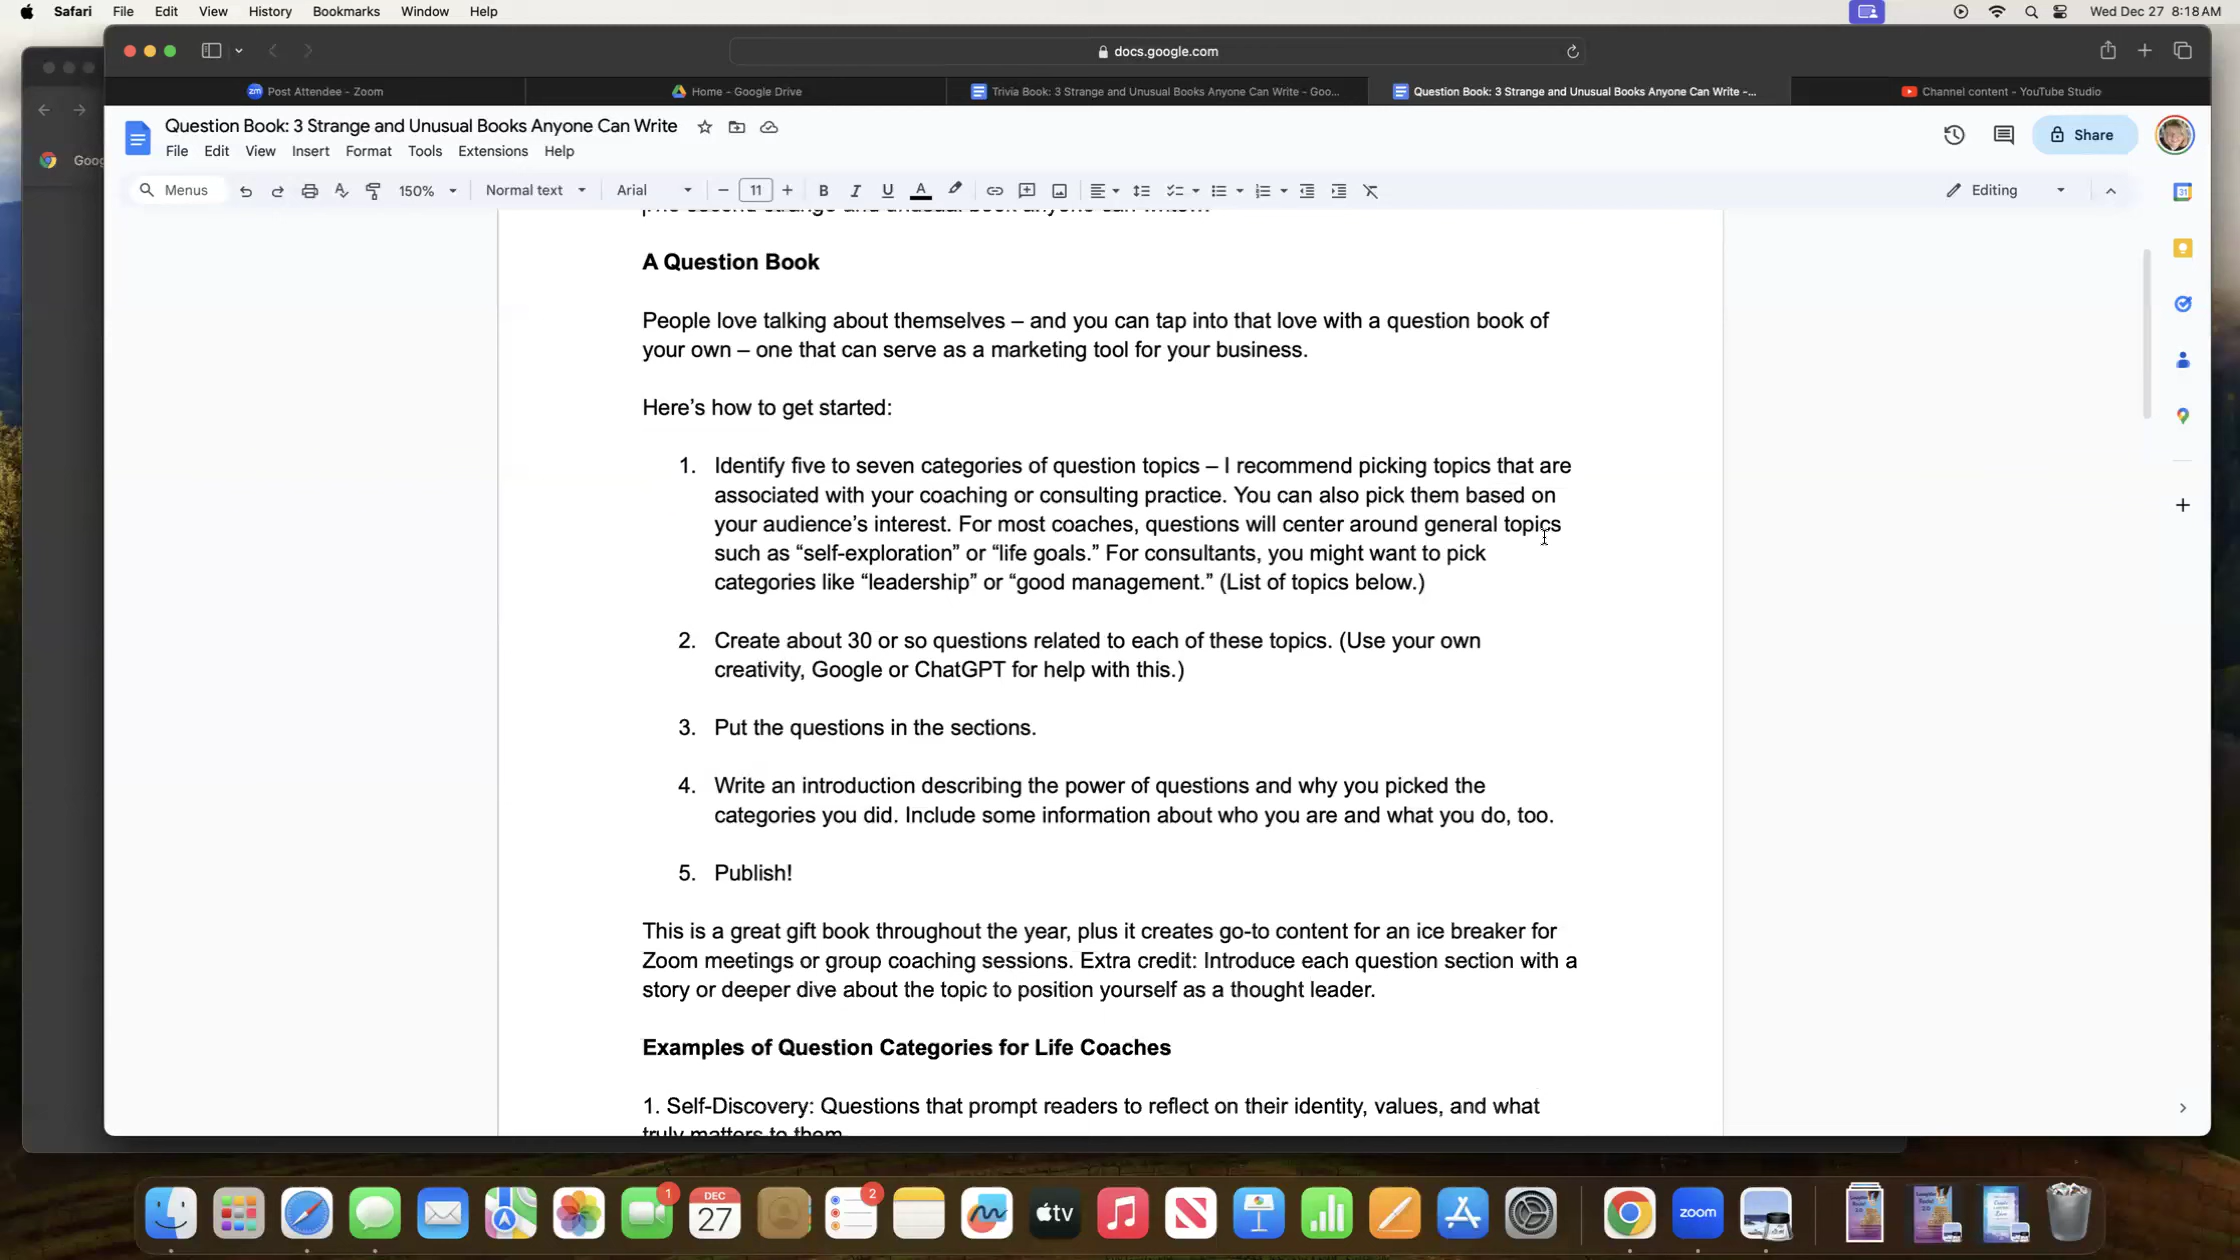 Safari File Edit View History Bookmarks Window Help Wed Dec 27 8:18 AM
docs.google.com
zm Post Attendee - Zoom Home - Google Drive Trivia Book: 3 Strange and Unusual Books Anyone Can Write - Goo... Question Book: 3 Strange and Unusual Books Anyone Can Write -... Channel content - YouTube Studio
Question Book: 3 Strange and Unusual Books Anyone Can Write
Share
Goog
File Edit View Insert Format Tools Extensions Help
Menus 150% Normal text Arial 11 B I U A Editing
31
A Question Book
People love talking about themselves – and you can tap into that love with a question book of
your own – one that can serve as a marketing tool for your business.
Here’s how to get started:
1. Identify five to seven categories of question topics – I recommend picking topics that are
associated with your coaching or consulting practice. You can also pick them based on
your audience’s interest. For most coaches, questions will center around general topics
such as “self-exploration” or “life goals.” For consultants, you might want to pick
categories like “leadership” or “good management.” (List of topics below.)
2. Create about 30 or so questions related to each of these topics. (Use your own
creativity, Google or ChatGPT for help with this.)
3. Put the questions in the sections.
4. Write an introduction describing the power of questions and why you picked the
categories you did. Include some information about who you are and what you do, too.
5. Publish!
This is a great gift book throughout the year, plus it creates go-to content for an ice breaker for
Zoom meetings or group coaching sessions. Extra credit: Introduce each question section with a
story or deeper dive about the topic to position yourself as a thought leader.
Examples of Question Categories for Life Coaches
1. Self-Discovery: Questions that prompt readers to reflect on their identity, values, and what
truly matters to them.
1 DEC 27 2 tv zoom